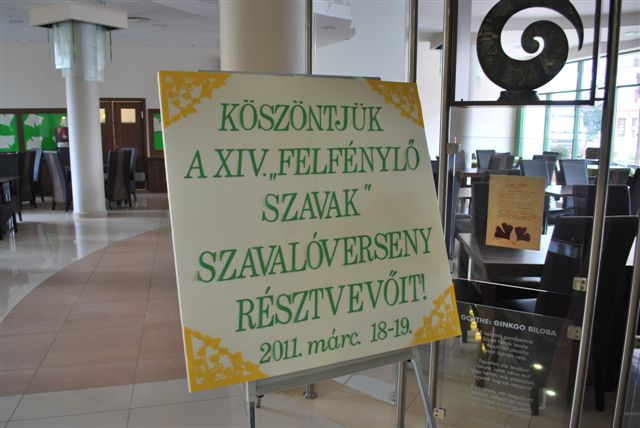 KÖSZÖNTJÜK
A XIV. „FELFÉNYLŐ
SZAVAK”
SZAVALÓVERSENY
RÉSZTVEVŐIT!
2011. márc. 18-19.
GOETHE: GINKGO BILOBA